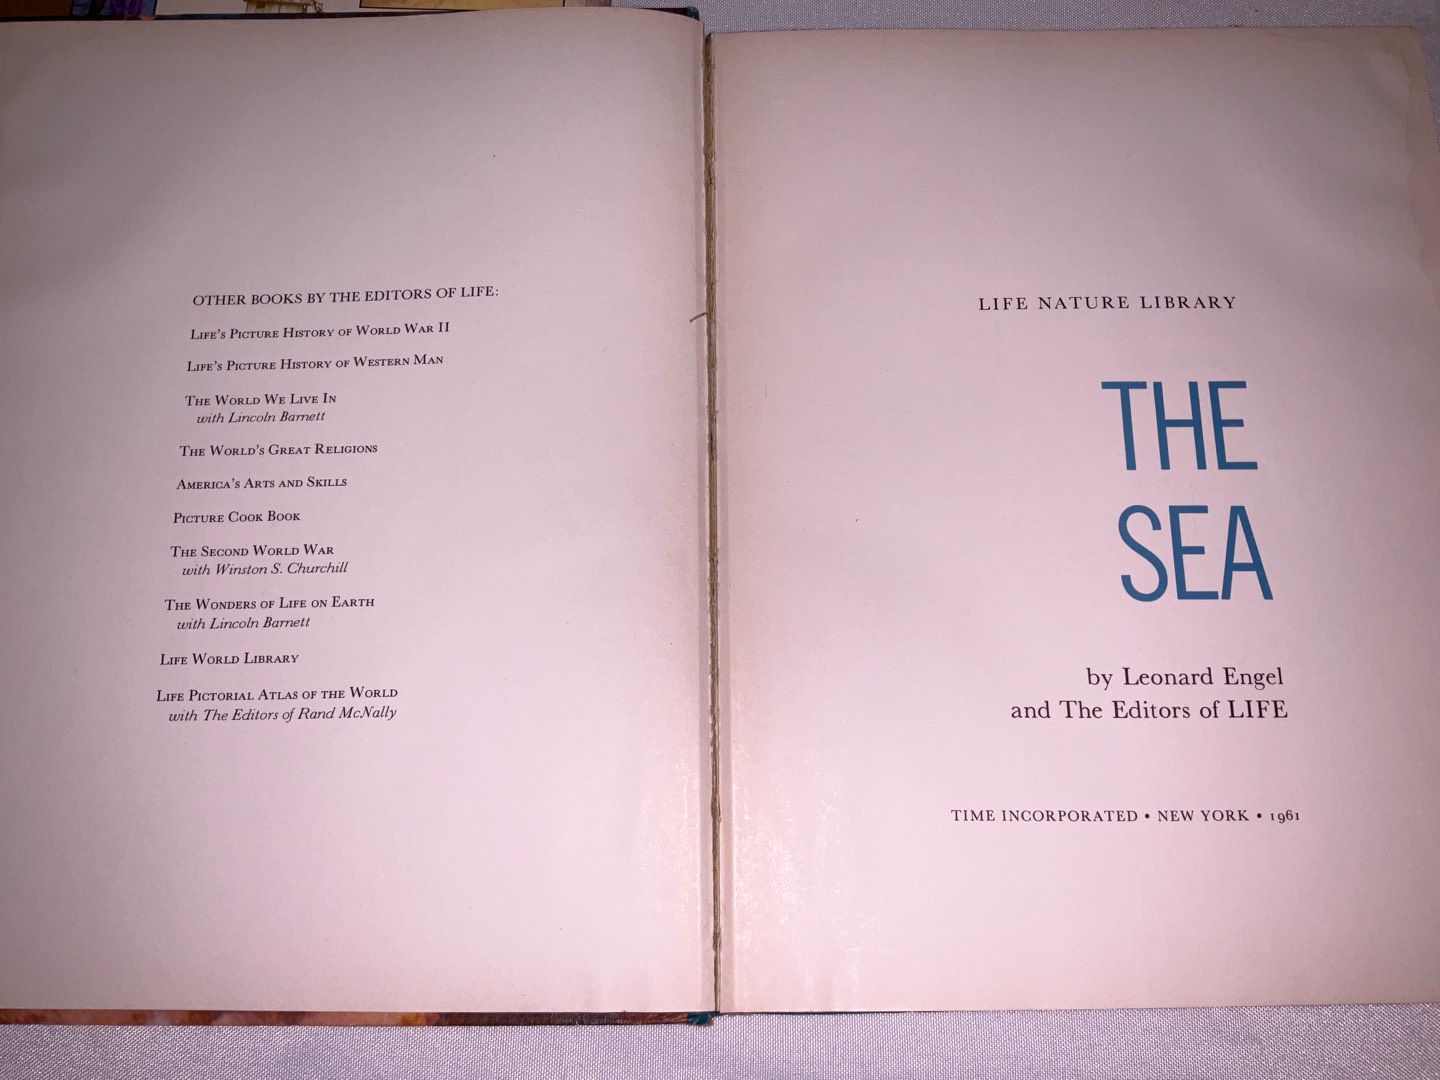 OTHER BOOKS BY THE EDITORS OF LIFE:
LIFE'S PICTURE HISTORY OF WORLD WAR II
LIFE'S PICTURE HISTORY OF WESTERN MAN
THE WORLD WE LIVE IN
with Lincoln Barnett
THE WORLD'S GREAT RELIGIONS
AMERICA'S ARTS AND SKILLS
PICTURE COOK BOOK
THE SECOND WORLD WAR
with Winston S. Churchill
THE WONDERS OF LIFE ON EARTH
with Lincoln Barnett
LIFE WORLD LIBRARY
LIFE PICTORIAL ATLAS OF THE WORLD
with The Editors of Rand McNally
LIFE NATURE LIBRARY
THE
SEA
by Leonard Engel
and The Editors of LIFE
TIME INCORPORATED • NEW YORK • 1961